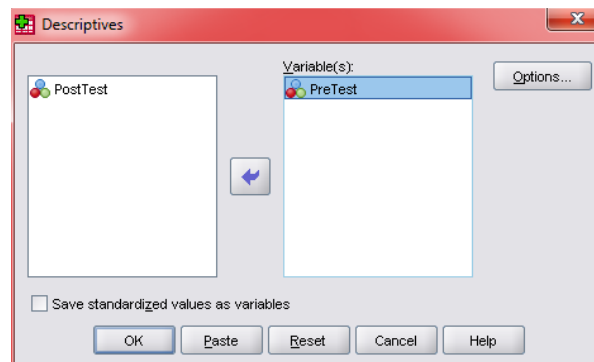 Descriptives
X
Variable(s):
PostTest
PreTest
Options...
Save standardized values as variables
OK
Paste
Reset
Cancel
Help